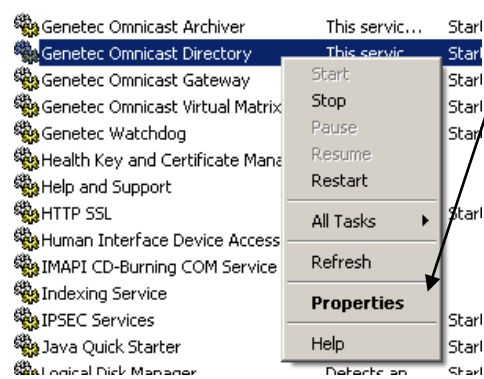 Genetec Omnicast Archiver This servic... Start
Genetec Omnicast Directory This servic Start
Genetec Omnicast Gateway Start
Genetec Omnicast Virtual Matrix Start
Genetec Watchdog Start
Health Key and Certificate Mana
Help and Support
HTTP SSL Start
Human Interface Device Access
IMAPI CD-Burning COM Service
Indexing Service
IPSEC Services Start
Java Quick Starter Start
Logical Disk Manager Detects an Start
Start
Stop
Pause
Resume
Restart
All Tasks
Refresh
Properties
Help